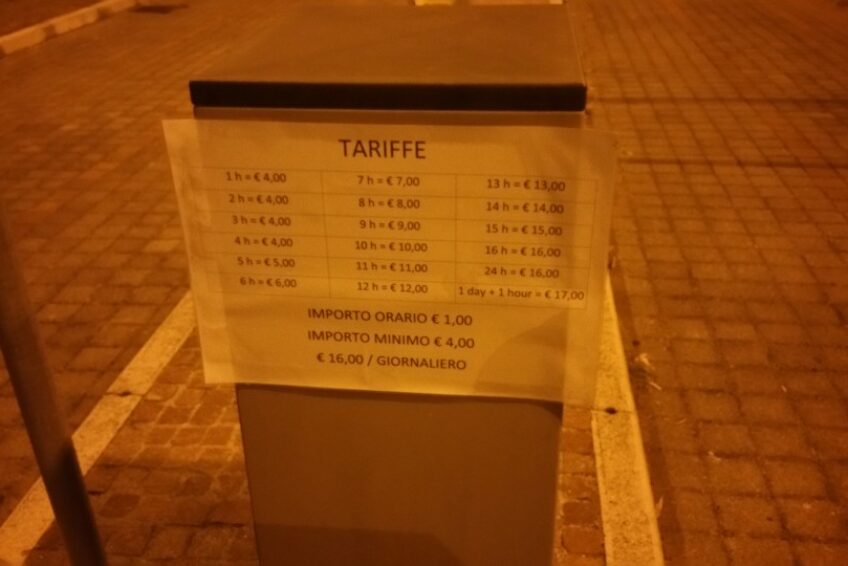 TARIFFE
1 h = € 4,00 7 h = € 7,00 13 h = € 13,00
2 h = € 4,00 8 h = € 8,00 14 h = € 14,00
3 h = € 4,00 9 h = € 9,00 15 h = € 15,00
4 h = € 4,00 10 h = € 10,00 16 h = € 16,00
5 h = € 5,00 11 h = € 11,00 24 h = € 16,00
6 h = € 6,00 12 h = € 12,00 1 day + 1 hour = € 17,00
IMPORTO ORARIO € 1,00
IMPORTO MINIMO € 4,00
€ 16,00 / GIORNALIERO